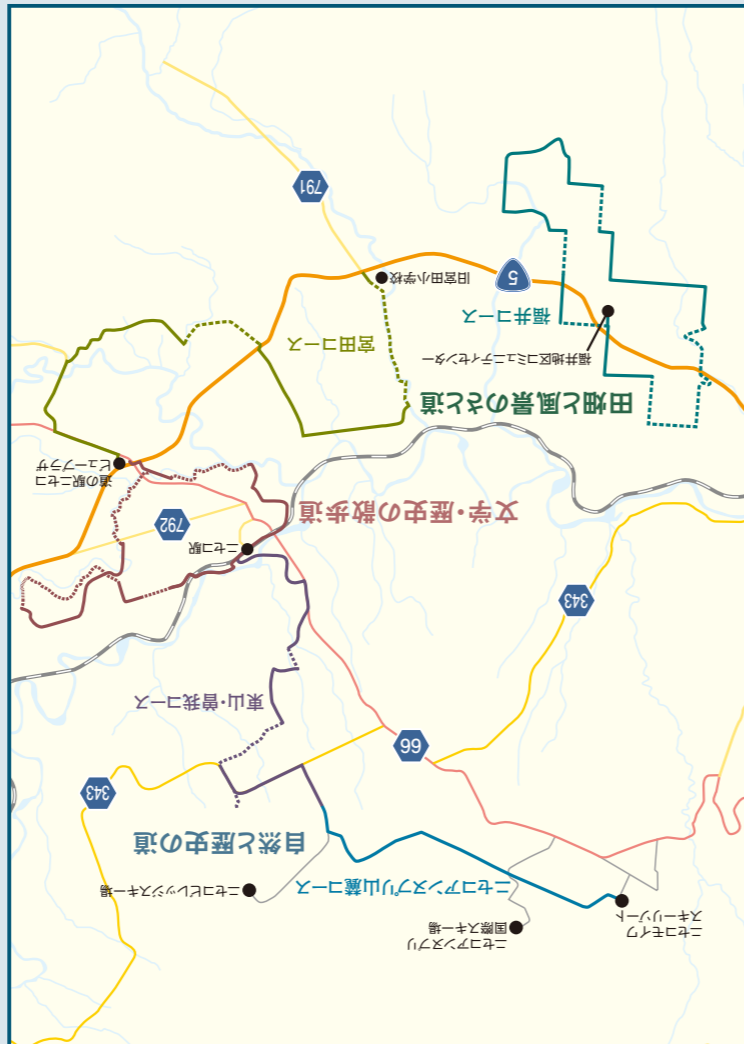 ニセコモイワ
スキーリゾート
ニセコアンヌプリ
国際スキー場
ニセコアンヌプリ山麓コース
ニセコビレッジスキー場
自然と歴史の道
343
66
東山・曽我コース
343
ニセコ駅
792
文学・歴史の散歩道
道の駅ニセコ
ビュープラザ
田畑と風景のさと道
福井地区コミュニティセンター
宮田コース
福井コース
5
旧宮田小学校
791